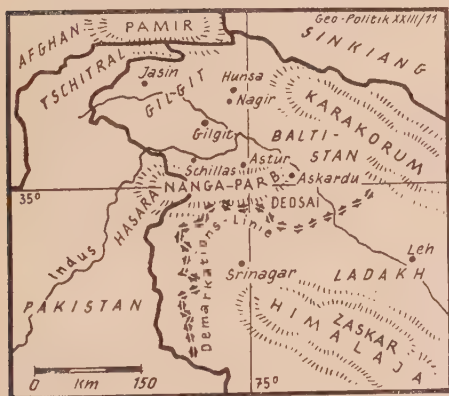 Geo-Politik XXIII/11
AFGHAN
PAMIR
SINKIANG
TSCHITRAL
Jasin
Hunsa
GILGIT
Nagir
KARAKORUM
Gilgit
BALTI-
STAN
Schillas
Astur
Askardu
35°
NANGA-PARB.
HASARA
DEOSAI
Demarkations-Linie
Indus
Srinagar
Leh
LADAKH
PAKISTAN
ZASKAR
HIMALAJA
0 Km 150
75°